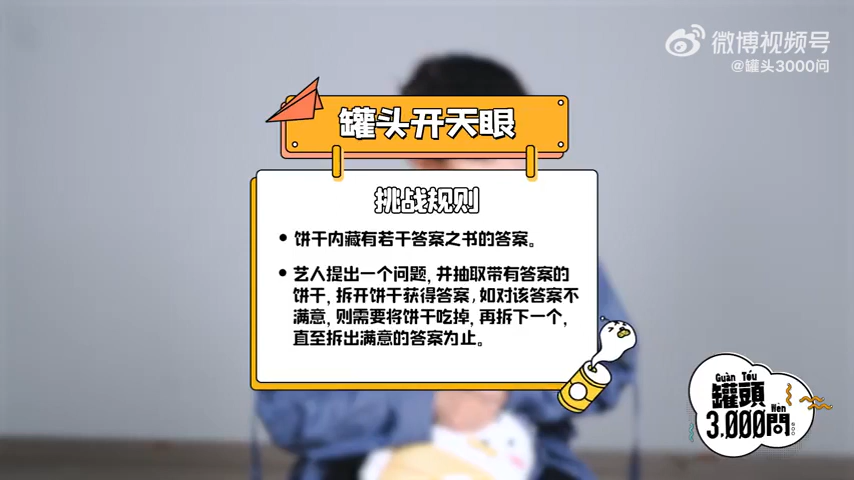 微博视频号
@罐头3000问
罐头开天眼
挑战规则
• 饼干内藏有若干答案之书的答案。
• 艺人提出一个问题,并抽取带有答案的
饼干,拆开饼干获得答案,如对该答案不
满意,则需要将饼干吃掉,再拆下一个,
直至拆出满意的答案为止。
Guàn Tóu
罐頭
Wèn
3.000問